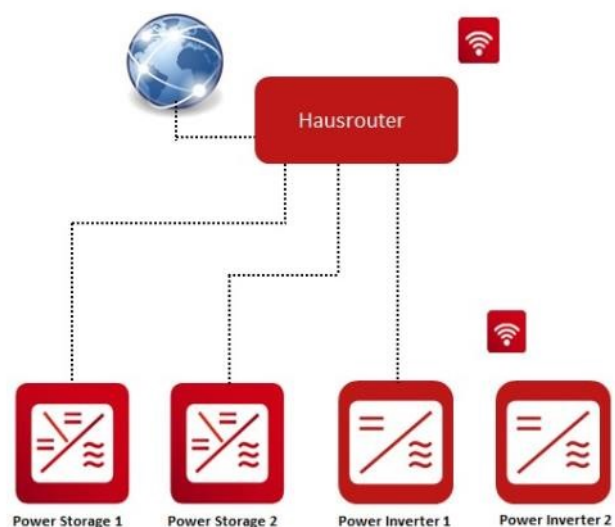 Hausrouter
Power Storage 1
Power Storage 2
Power Inverter 1
Power Inverter 2